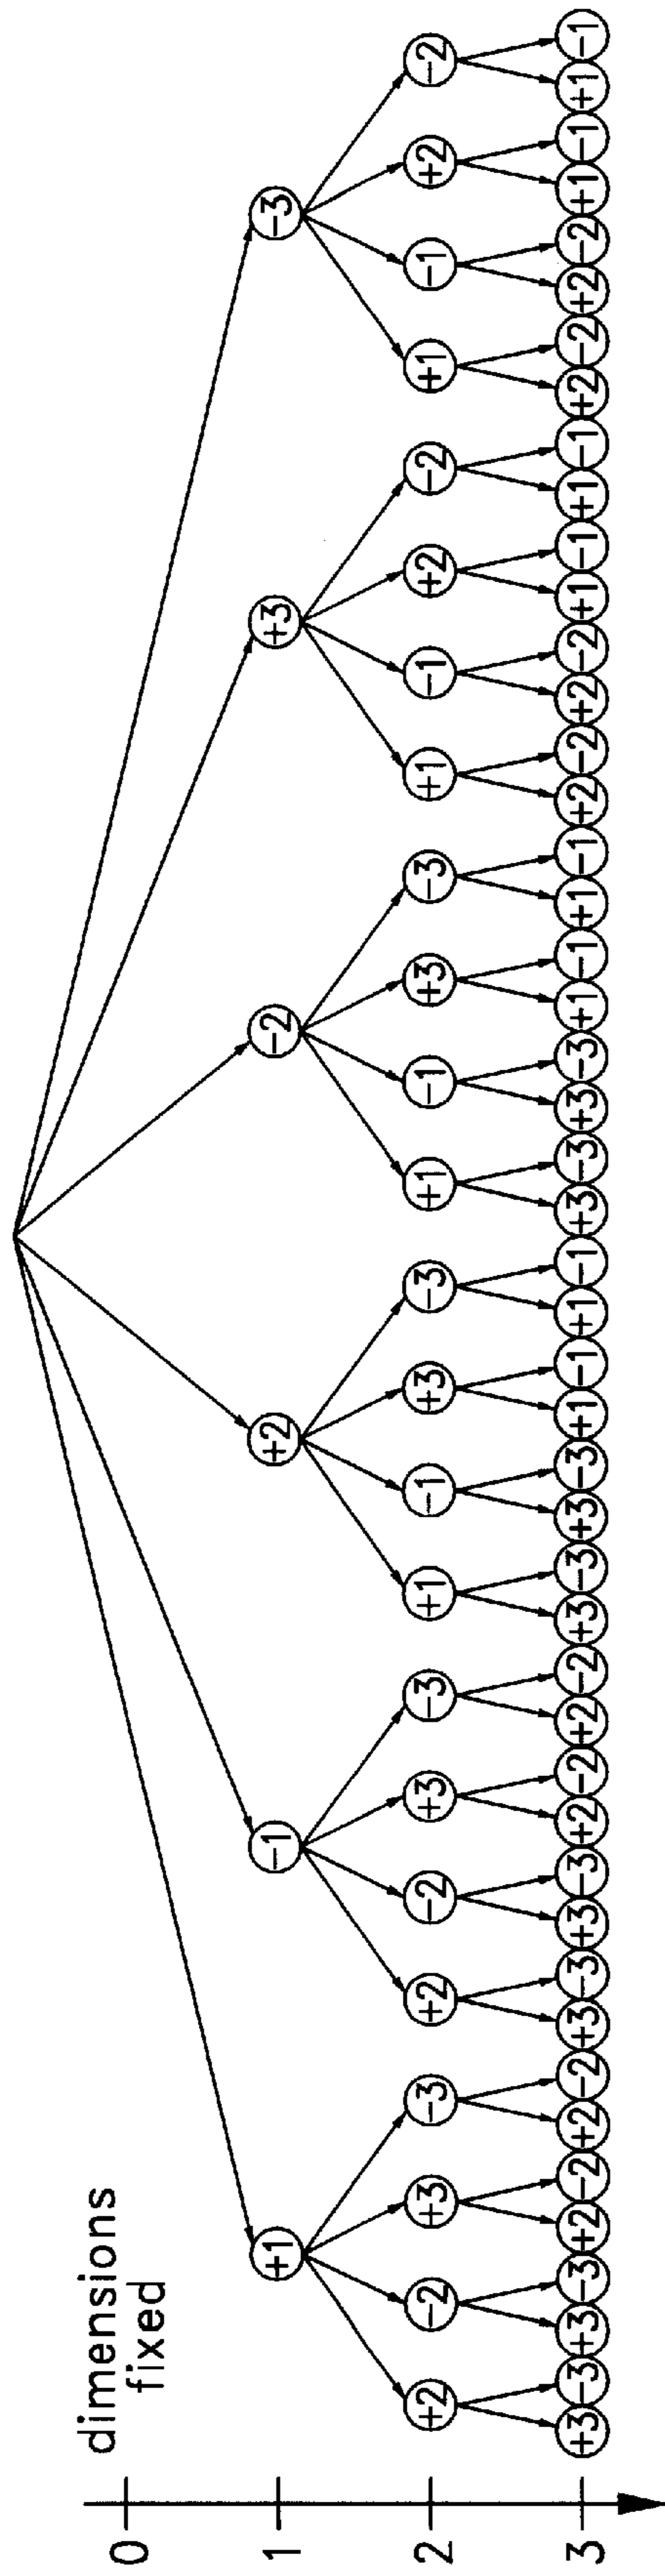 dimensions
fixed
0
1 +1 −1 +2 −2 +3 −3
2 +2 −2 +3 −3 +2 −2 +3 −3 +1 −1 +3 −3 +1 −1 +3 −3 +1 −1 +2 −2 +1 −1 +2 −2
3 +3 −3 +3 −3 +2 −2 +2 −2 +3 −3 +3 −3 +2 −2 +2 −2 +3 −3 +3 −3 +1 −1 +1 −1 +3 −3 +3 −3 +1 −1 +1 −1 +2 −2 +2 −2 +1 −1 +1 −1 +2 −2 +2 −2 +1 −1 +1 −1